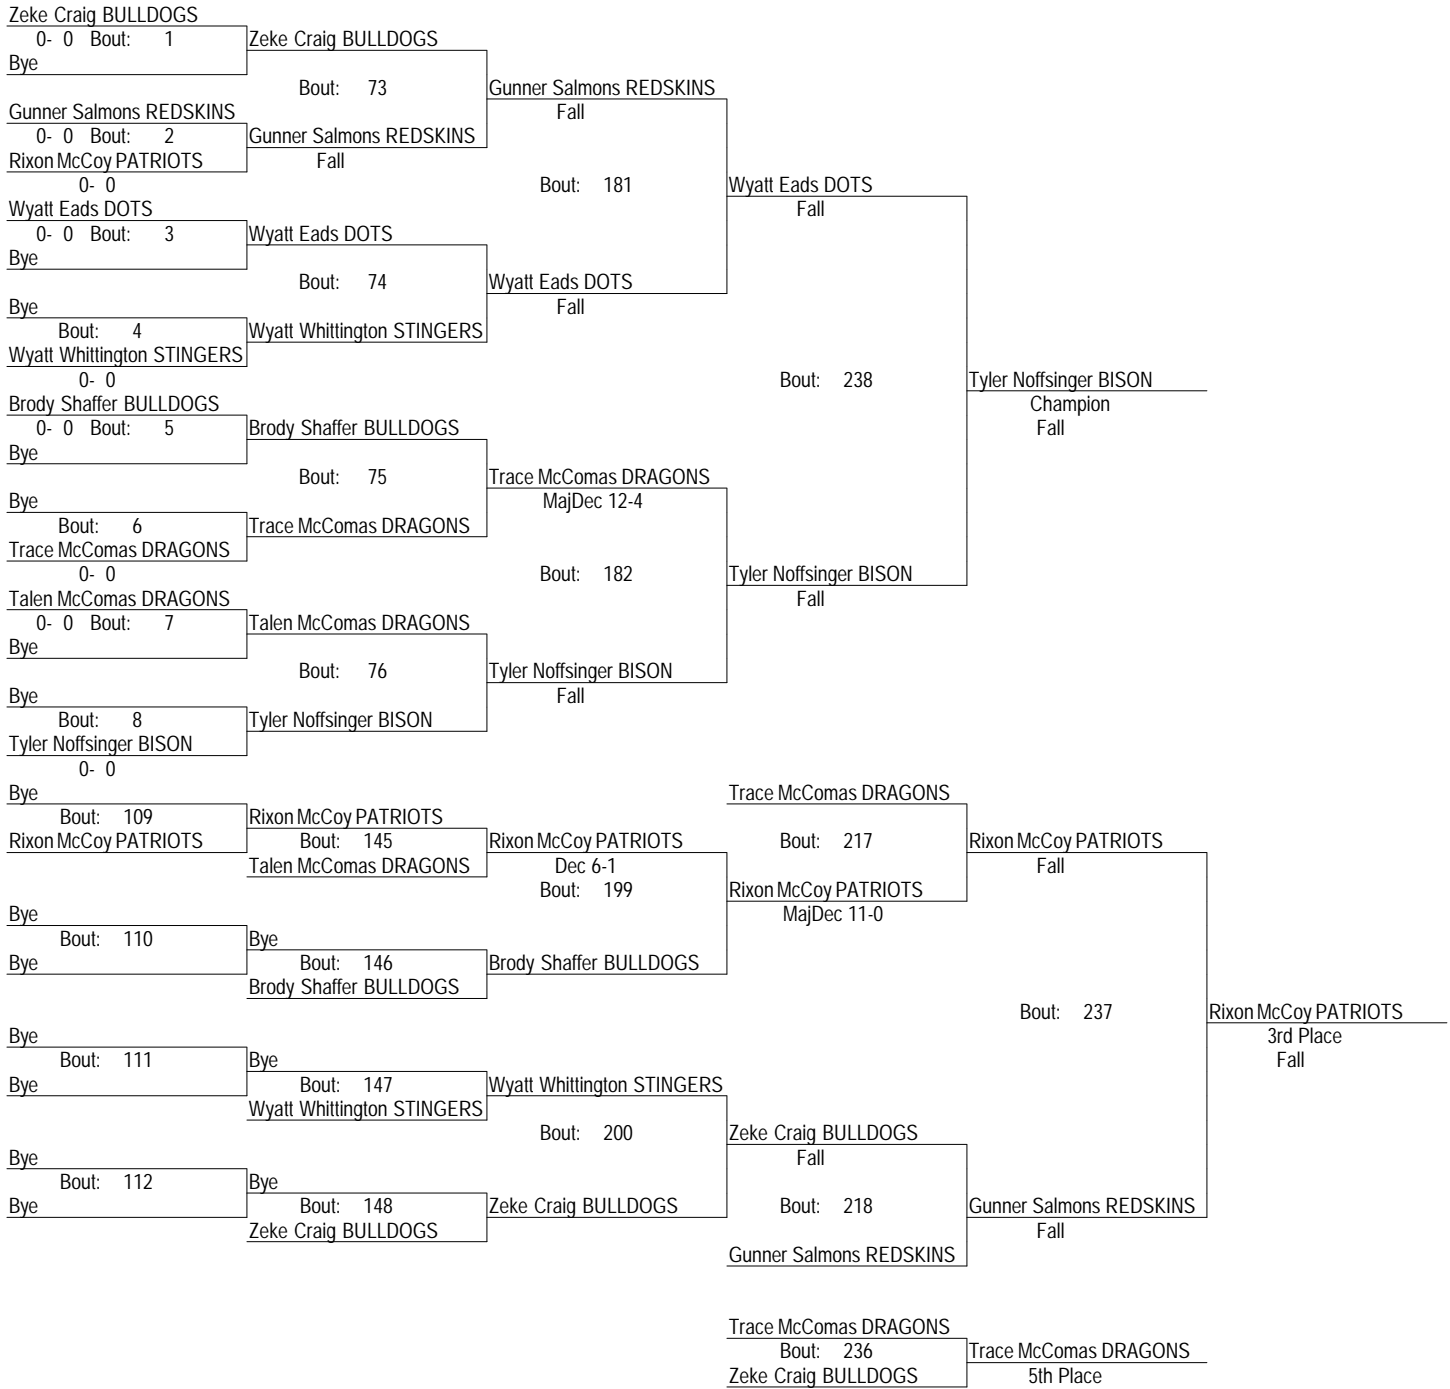 Zeke Craig BULLDOGS
0- 0 Bout: 1
Zeke Craig BULLDOGS
Bye
Bout: 73
Gunner Salmons REDSKINS
Gunner Salmons REDSKINS
Fall
0- 0 Bout: 2
Gunner Salmons REDSKINS
Rixon McCoy PATRIOTS
Fall
0- 0
Bout: 181
Wyatt Eads DOTS
Wyatt Eads DOTS
Fall
0- 0 Bout: 3
Wyatt Eads DOTS
Bye
Bout: 74
Wyatt Eads DOTS
Bye
Fall
Bout: 4
Wyatt Whittington STINGERS
Wyatt Whittington STINGERS
0- 0
Bout: 238
Tyler Noffsinger BISON
Brody Shaffer BULLDOGS
Champion
0- 0 Bout: 5
Brody Shaffer BULLDOGS
Fall
Bye
Bout: 75
Trace McComas DRAGONS
Bye
MajDec 12-4
Bout: 6
Trace McComas DRAGONS
Trace McComas DRAGONS
0- 0
Bout: 182
Tyler Noffsinger BISON
Talen McComas DRAGONS
Fall
0- 0 Bout: 7
Talen McComas DRAGONS
Bye
Bout: 76
Tyler Noffsinger BISON
Bye
Fall
Bout: 8
Tyler Noffsinger BISON
Tyler Noffsinger BISON
0- 0
Bye
Trace McComas DRAGONS
Bout: 109
Rixon McCoy PATRIOTS
Rixon McCoy PATRIOTS
Bout: 145
Rixon McCoy PATRIOTS
Bout: 217
Rixon McCoy PATRIOTS
Talen McComas DRAGONS
Dec 6-1
Fall
Bout: 199
Rixon McCoy PATRIOTS
Bye
MajDec 11-0
Bout: 110
Bye
Bye
Bout: 146
Brody Shaffer BULLDOGS
Brody Shaffer BULLDOGS
Bout: 237
Rixon McCoy PATRIOTS
Bye
3rd Place
Bout: 111
Bye
Fall
Bye
Bout: 147
Wyatt Whittington STINGERS
Wyatt Whittington STINGERS
Bout: 200
Zeke Craig BULLDOGS
Bye
Fall
Bout: 112
Bye
Bye
Bout: 148
Zeke Craig BULLDOGS
Bout: 218
Gunner Salmons REDSKINS
Zeke Craig BULLDOGS
Fall
Gunner Salmons REDSKINS
Trace McComas DRAGONS
Bout: 236
Trace McComas DRAGONS
Zeke Craig BULLDOGS
5th Place